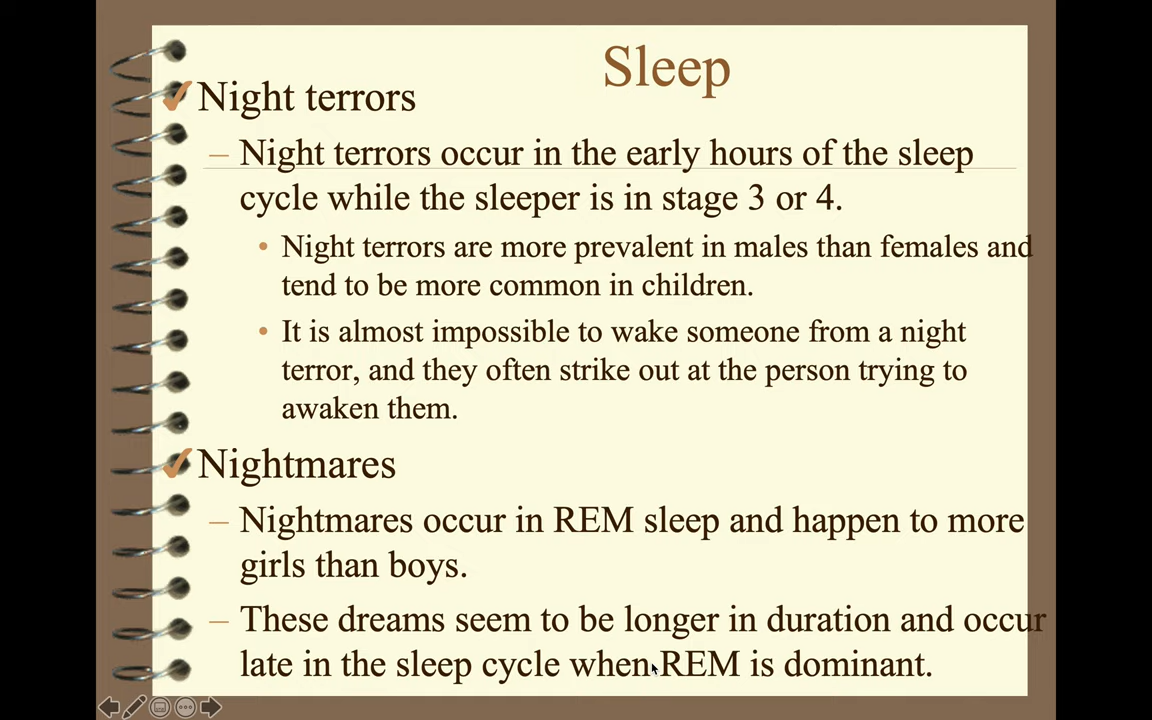 Sleep
Night terrors
– Night terrors occur in the early hours of the sleep
cycle while the sleeper is in stage 3 or 4.
• Night terrors are more prevalent in males than females and
tend to be more common in children.
• It is almost impossible to wake someone from a night
terror, and they often strike out at the person trying to
awaken them.
Nightmares
– Nightmares occur in REM sleep and happen to more
girls than boys.
– These dreams seem to be longer in duration and occur
late in the sleep cycle when REM is dominant.